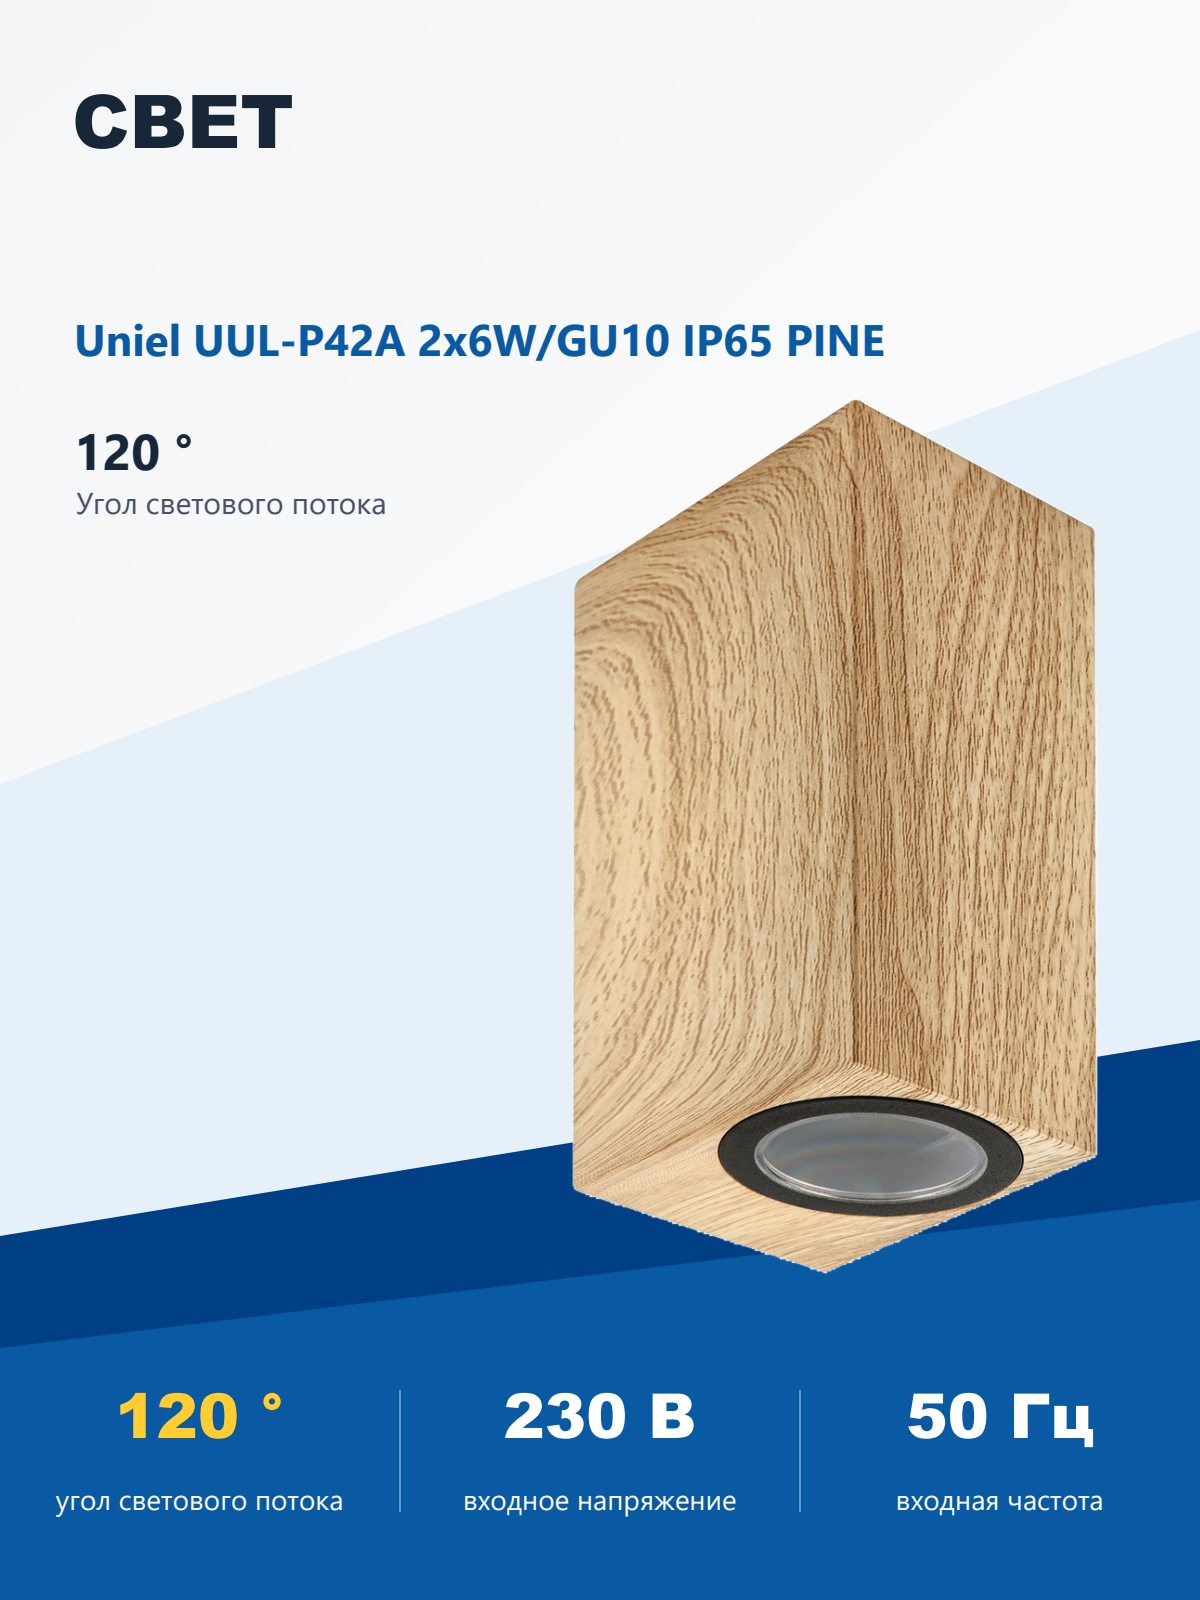 СВЕТ
Uniel UUL-P42A 2x6W/GU10 IP65 PINE
120 °
Угол светового потока
120 °
угол светового потока
230 В
входное напряжение
50 Гц
входная частота